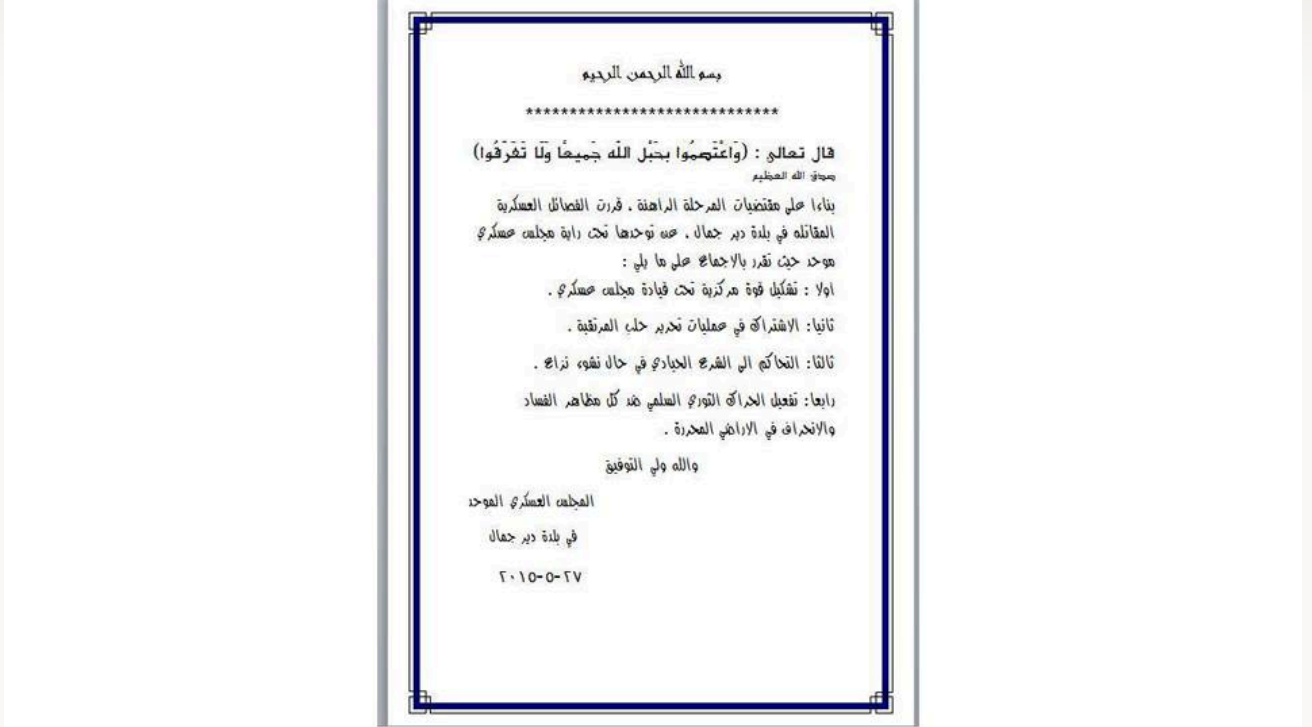 بسم الله الرحمن الرحيم
*****************************
قال تعالى : (وَاعْتَصِمُوا بِحَبْلِ اللَّه جَميعًا وَلَا تَفَرَّقُوا)
صدق الله العظيم
بناءا على مقتضيات المرحلة الراهنة ، قررت الفصائل العسكرية
المقاتله في بلدة دير جمال ، عن توحدها تحت راية مجلس عسكري
موحد حيث تقرر بالاجماع على ما يلي :
اولا : تشكيل قوة مركزية تحت قيادة مجلس عسكري .
ثانيا: الاشتراك في عمليات تحرير حلب المرتقبة .
ثالثا: التحاكم الى الشرع الحيادي في حال نشوء نزاع .
رابعا: تفعيل الحراك الثوري السلمي ضد كل مظاهر الفساد
والانحراف في الاراضي المحررة .
والله ولي التوفيق
المجلس العسكري الموحد
في بلدة دير جمال
٢٧-٥-٢٠١٥